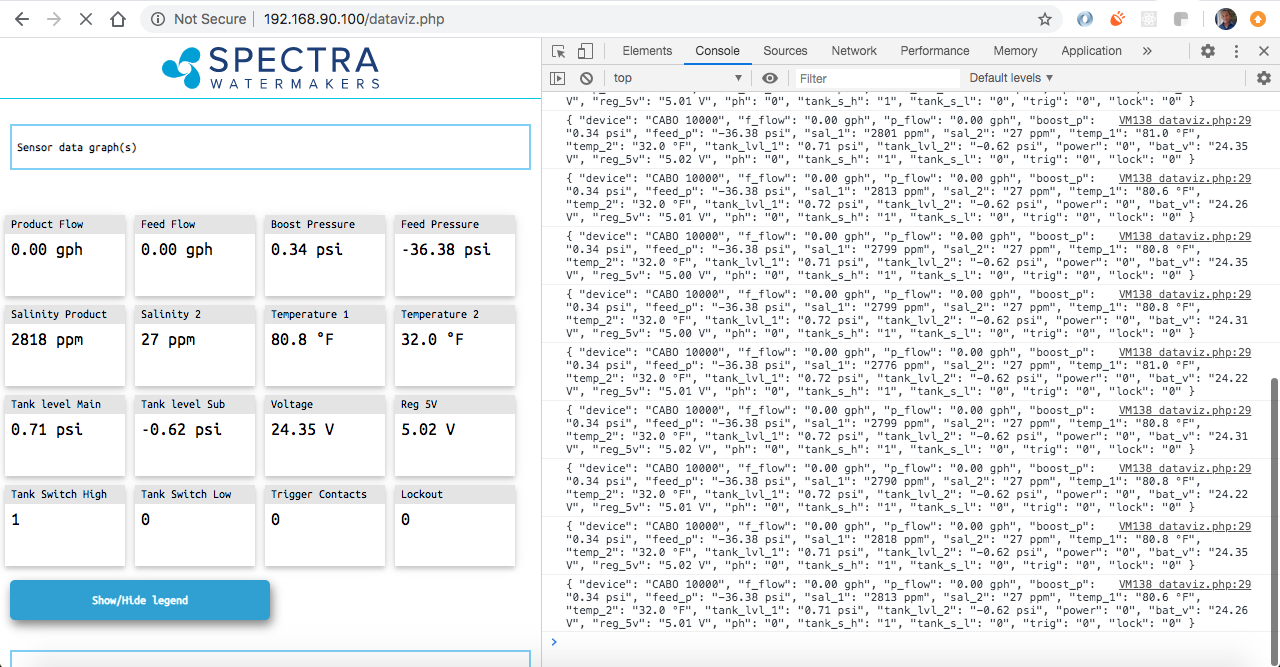 Not Secure 192.168.90.100/dataviz.php
SPECTRA
WATERMAKERS
Sensor data graph(s)
Product Flow Feed Flow Boost Pressure Feed Pressure
0.00 gph 0.00 gph 0.34 psi -36.38 psi
Salinity Product Salinity 2 Temperature 1 Temperature 2
2818 ppm 27 ppm 80.8 °F 32.0 °F
Tank level Main Tank level Sub Voltage Reg 5V
0.71 psi -0.62 psi 24.35 V 5.02 V
Tank Switch High Tank Switch Low Trigger Contacts Lockout
1 0 0 0
Show/Hide legend
Elements Console Sources Network Performance Memory Application »
top Filter Default levels
V", "reg_5v": "5.01 V", "ph": "0", "tank_s_h": "1", "tank_s_l": "0", "trig": "0", "lock": "0" }
{ "device": "CABO 10000", "f_flow": "0.00 gph", "p_flow": "0.00 gph", "boost_p": VM138 dataviz.php:29
"0.34 psi", "feed_p": "-36.38 psi", "sal_1": "2801 ppm", "sal_2": "27 ppm", "temp_1": "81.0 °F",
"temp_2": "32.0 °F", "tank_lvl_1": "0.72 psi", "tank_lvl_2": "-0.62 psi", "power": "0", "bat_v": "24.35
V", "reg_5v": "5.02 V", "ph": "0", "tank_s_h": "1", "tank_s_l": "0", "trig": "0", "lock": "0" }
{ "device": "CABO 10000", "f_flow": "0.00 gph", "p_flow": "0.00 gph", "boost_p": VM138 dataviz.php:29
"0.34 psi", "feed_p": "-36.38 psi", "sal_1": "2813 ppm", "sal_2": "27 ppm", "temp_1": "80.6 °F",
"temp_2": "32.0 °F", "tank_lvl_1": "0.72 psi", "tank_lvl_2": "-0.62 psi", "power": "0", "bat_v": "24.26
V", "reg_5v": "5.01 V", "ph": "0", "tank_s_h": "1", "tank_s_l": "0", "trig": "0", "lock": "0" }
{ "device": "CABO 10000", "f_flow": "0.00 gph", "p_flow": "0.00 gph", "boost_p": VM138 dataviz.php:29
"0.34 psi", "feed_p": "-36.38 psi", "sal_1": "2799 ppm", "sal_2": "27 ppm", "temp_1": "80.8 °F",
"temp_2": "32.0 °F", "tank_lvl_1": "0.71 psi", "tank_lvl_2": "-0.62 psi", "power": "0", "bat_v": "24.35
V", "reg_5v": "5.00 V", "ph": "0", "tank_s_h": "1", "tank_s_l": "0", "trig": "0", "lock": "0" }
{ "device": "CABO 10000", "f_flow": "0.00 gph", "p_flow": "0.00 gph", "boost_p": VM138 dataviz.php:29
"0.34 psi", "feed_p": "-36.38 psi", "sal_1": "2799 ppm", "sal_2": "27 ppm", "temp_1": "80.8 °F",
"temp_2": "32.0 °F", "tank_lvl_1": "0.72 psi", "tank_lvl_2": "-0.62 psi", "power": "0", "bat_v": "24.31
V", "reg_5v": "5.00 V", "ph": "0", "tank_s_h": "1", "tank_s_l": "0", "trig": "0", "lock": "0" }
{ "device": "CABO 10000", "f_flow": "0.00 gph", "p_flow": "0.00 gph", "boost_p": VM138 dataviz.php:29
"0.34 psi", "feed_p": "-36.38 psi", "sal_1": "2776 ppm", "sal_2": "27 ppm", "temp_1": "81.0 °F",
"temp_2": "32.0 °F", "tank_lvl_1": "0.72 psi", "tank_lvl_2": "-0.62 psi", "power": "0", "bat_v": "24.22
V", "reg_5v": "5.01 V", "ph": "0", "tank_s_h": "1", "tank_s_l": "0", "trig": "0", "lock": "0" }
{ "device": "CABO 10000", "f_flow": "0.00 gph", "p_flow": "0.00 gph", "boost_p": VM138 dataviz.php:29
"0.34 psi", "feed_p": "-36.38 psi", "sal_1": "2799 ppm", "sal_2": "27 ppm", "temp_1": "80.8 °F",
"temp_2": "32.0 °F", "tank_lvl_1": "0.72 psi", "tank_lvl_2": "-0.62 psi", "power": "0", "bat_v": "24.31
V", "reg_5v": "5.02 V", "ph": "0", "tank_s_h": "1", "tank_s_l": "0", "trig": "0", "lock": "0" }
{ "device": "CABO 10000", "f_flow": "0.00 gph", "p_flow": "0.00 gph", "boost_p": VM138 dataviz.php:29
"0.34 psi", "feed_p": "-36.38 psi", "sal_1": "2790 ppm", "sal_2": "27 ppm", "temp_1": "80.8 °F",
"temp_2": "32.0 °F", "tank_lvl_1": "0.72 psi", "tank_lvl_2": "-0.62 psi", "power": "0", "bat_v": "24.22
V", "reg_5v": "5.01 V", "ph": "0", "tank_s_h": "1", "tank_s_l": "0", "trig": "0", "lock": "0" }
{ "device": "CABO 10000", "f_flow": "0.00 gph", "p_flow": "0.00 gph", "boost_p": VM138 dataviz.php:29
"0.34 psi", "feed_p": "-36.38 psi", "sal_1": "2818 ppm", "sal_2": "27 ppm", "temp_1": "80.8 °F",
"temp_2": "32.0 °F", "tank_lvl_1": "0.71 psi", "tank_lvl_2": "-0.62 psi", "power": "0", "bat_v": "24.35
V", "reg_5v": "5.02 V", "ph": "0", "tank_s_h": "1", "tank_s_l": "0", "trig": "0", "lock": "0" }
{ "device": "CABO 10000", "f_flow": "0.00 gph", "p_flow": "0.00 gph", "boost_p": VM138 dataviz.php:29
"0.34 psi", "feed_p": "-36.38 psi", "sal_1": "2813 ppm", "sal_2": "27 ppm", "temp_1": "80.6 °F",
"temp_2": "32.0 °F", "tank_lvl_1": "0.71 psi", "tank_lvl_2": "-0.62 psi", "power": "0", "bat_v": "24.26
V", "reg_5v": "5.01 V", "ph": "0", "tank_s_h": "1", "tank_s_l": "0", "trig": "0", "lock": "0" }